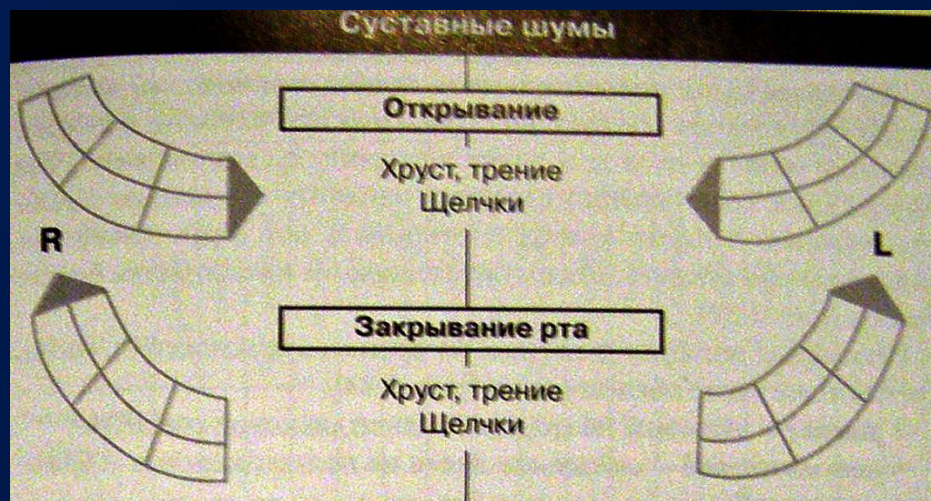 Суставные шумы
Открывание
Хруст, трение
Щелчки
R
L
Закрывание рта
Хруст, трение
Щелчки